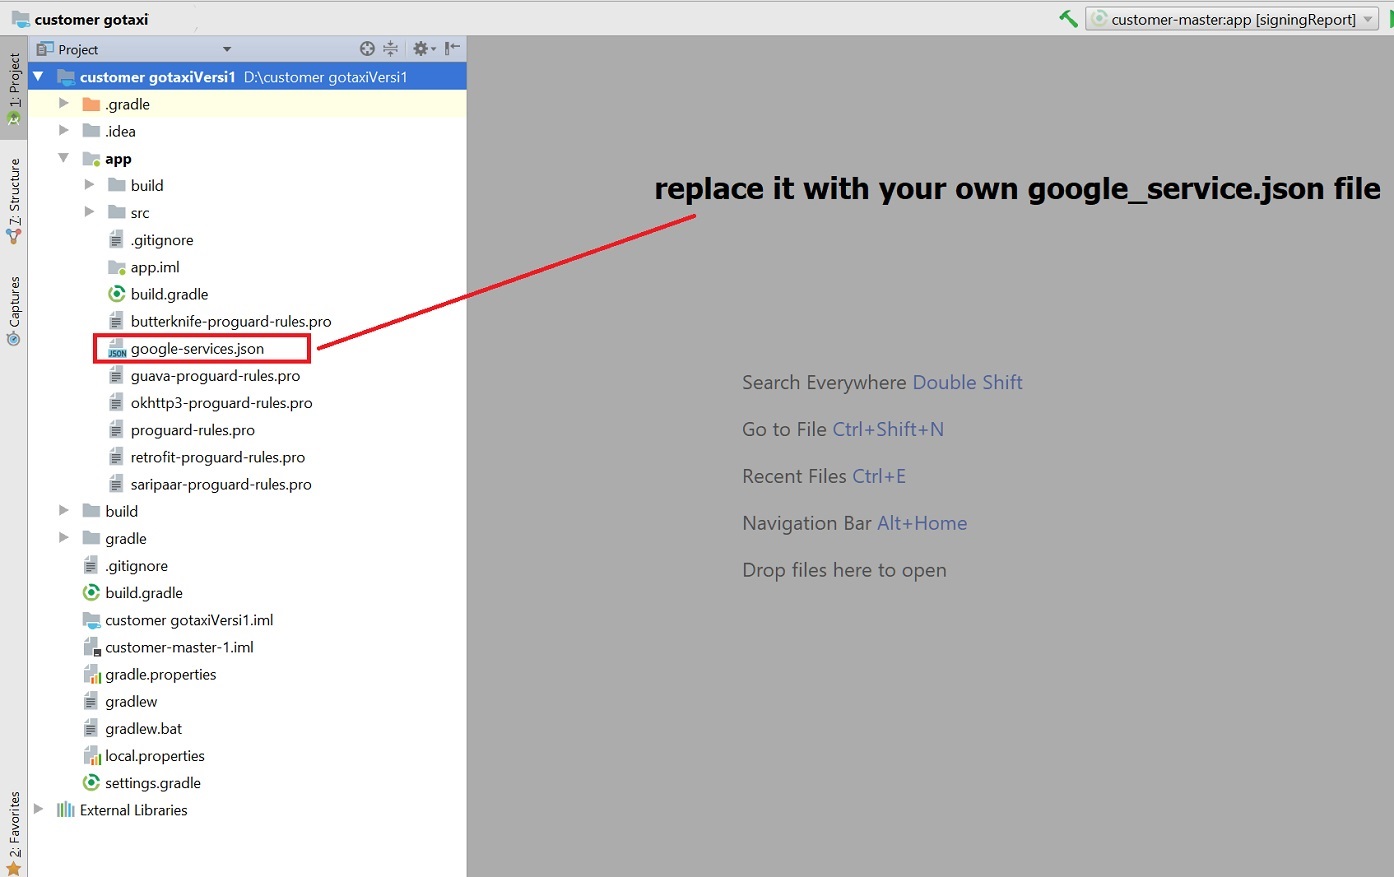 customer gotaxi
customer-master:app [signingReport]
Project
1: Project
7: Structure
Captures
2: Favorites
customer gotaxiVersi1 D:\customer gotaxiVersi1
.gradle
.idea
app
build
src
.gitignore
app.iml
build.gradle
butterknife-proguard-rules.pro
JSON google-services.json
guava-proguard-rules.pro
okhttp3-proguard-rules.pro
proguard-rules.pro
retrofit-proguard-rules.pro
saripaar-proguard-rules.pro
build
gradle
.gitignore
build.gradle
customer gotaxiVersi1.iml
customer-master-1.iml
gradle.properties
gradlew
gradlew.bat
local.properties
settings.gradle
External Libraries
replace it with your own google_service.json file
Search Everywhere Double Shift
Go to File Ctrl+Shift+N
Recent Files Ctrl+E
Navigation Bar Alt+Home
Drop files here to open